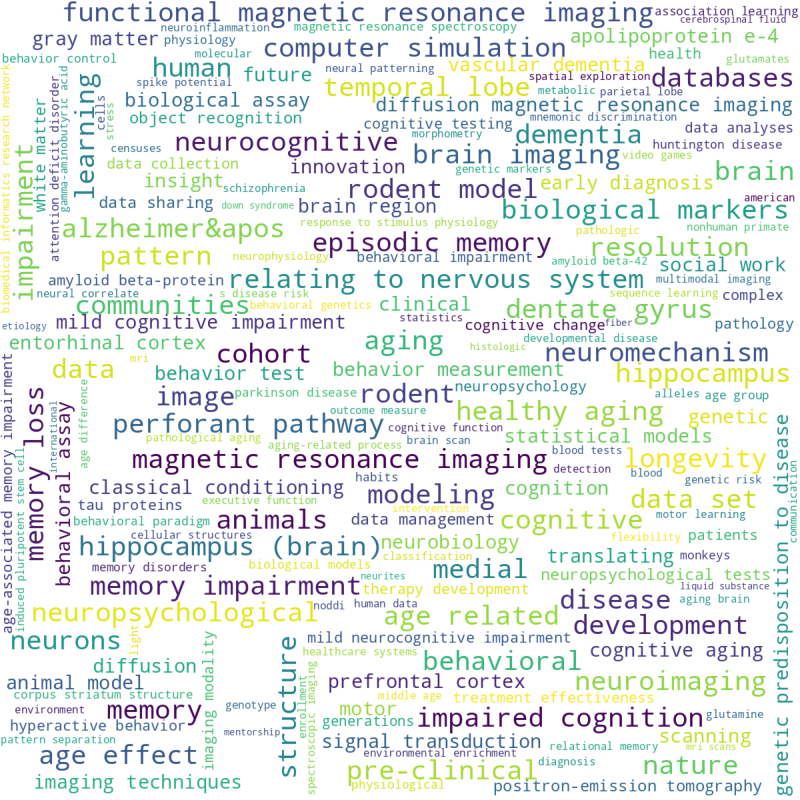 functional magnetic resonance imaging
association learning
cerebrospinal fluid
neuroinflammation
magnetic resonance spectroscopy
gray matter
physiology
computer simulation
apolipoprotein e-4
behavior control
molecular
human
future
neural patterning
vascular dementia
health
glutamates
spike potential
temporal lobe
spatial exploration
metabolic
parietal lobe
databases
biological assay
diffusion magnetic resonance imaging
object recognition
cognitive testing
mnemonic discrimination
morphometry
dementia
data analyses
censuses
neurocognitive
brain imaging
video games
huntington disease
data collection
innovation
genetic markers
brain
insight
schizophrenia
rodent model
early diagnosis
data sharing
down syndrome
brain region
biological markers
american
alzheimer&apos
response to stimulus physiology
pathologic
nonhuman primate
episodic memory
resolution
pattern
neurophysiology
behavioral impairment
amyloid beta-42
social work
amyloid beta-protein
relating to nervous system
multimodal imaging
neural correlate
s disease risk
behavioral genetics
clinical
sequence learning
complex
communities
dentate gyrus
etiology
mild cognitive impairment
statistics
cognitive change
fiber
pathology
entorhinal cortex
aging
developmental disease
cohort
histologic
neuromechanism
data
mri
behavior test
behavior measurement
hippocampus
image
parkinson disease
rodent
neuropsychology
alleles
age group
outcome measure
healthy aging
genetic
perforant pathway
cognitive function
statistical models
pathological aging
aging-related process
brain scan
blood tests
magnetic resonance imaging
longevity
detection
classical conditioning
habits
modeling
cognition
blood
genetic risk
executive function
data set
tau proteins
intervention
behavioral paradigm
animals
data management
cognitive
motor learning
cellular structures
flexibility
patients
hippocampus (brain)
neurobiology
classification
translating
monkeys
memory disorders
biological models
medial
neuropsychological tests
memory impairment
neurites
therapy development
liquid substance
disease
aging brain
neuropsychological
noddi
human data
age related
development
neurons
mild neurocognitive impairment
healthcare systems
cognitive aging
diffusion
behavioral
animal model
prefrontal cortex
neuroimaging
corpus striatum structure
middle age
treatment effectiveness
environment
memory
genotype
motor
generations
impaired cognition
glutamine
hyperactive behavior
mentorship
scanning
pattern separation
signal transduction
relational memory
mri scans
age effect
environmental enrichment
diagnosis
nature
imaging techniques
pre-clinical
physiological
positron-emission tomography
biomedical informatics research network
impairment
white matter
attention deficit disorder
gamma-aminobutyric acid
learning
cells
stress
age-associated memory impairment
induced pluripotent stem cell
memory loss
international
behavioral assay
age difference
light
imaging modality
structure
enrollment
spectroscopic imaging
genetic predisposition to disease
communication